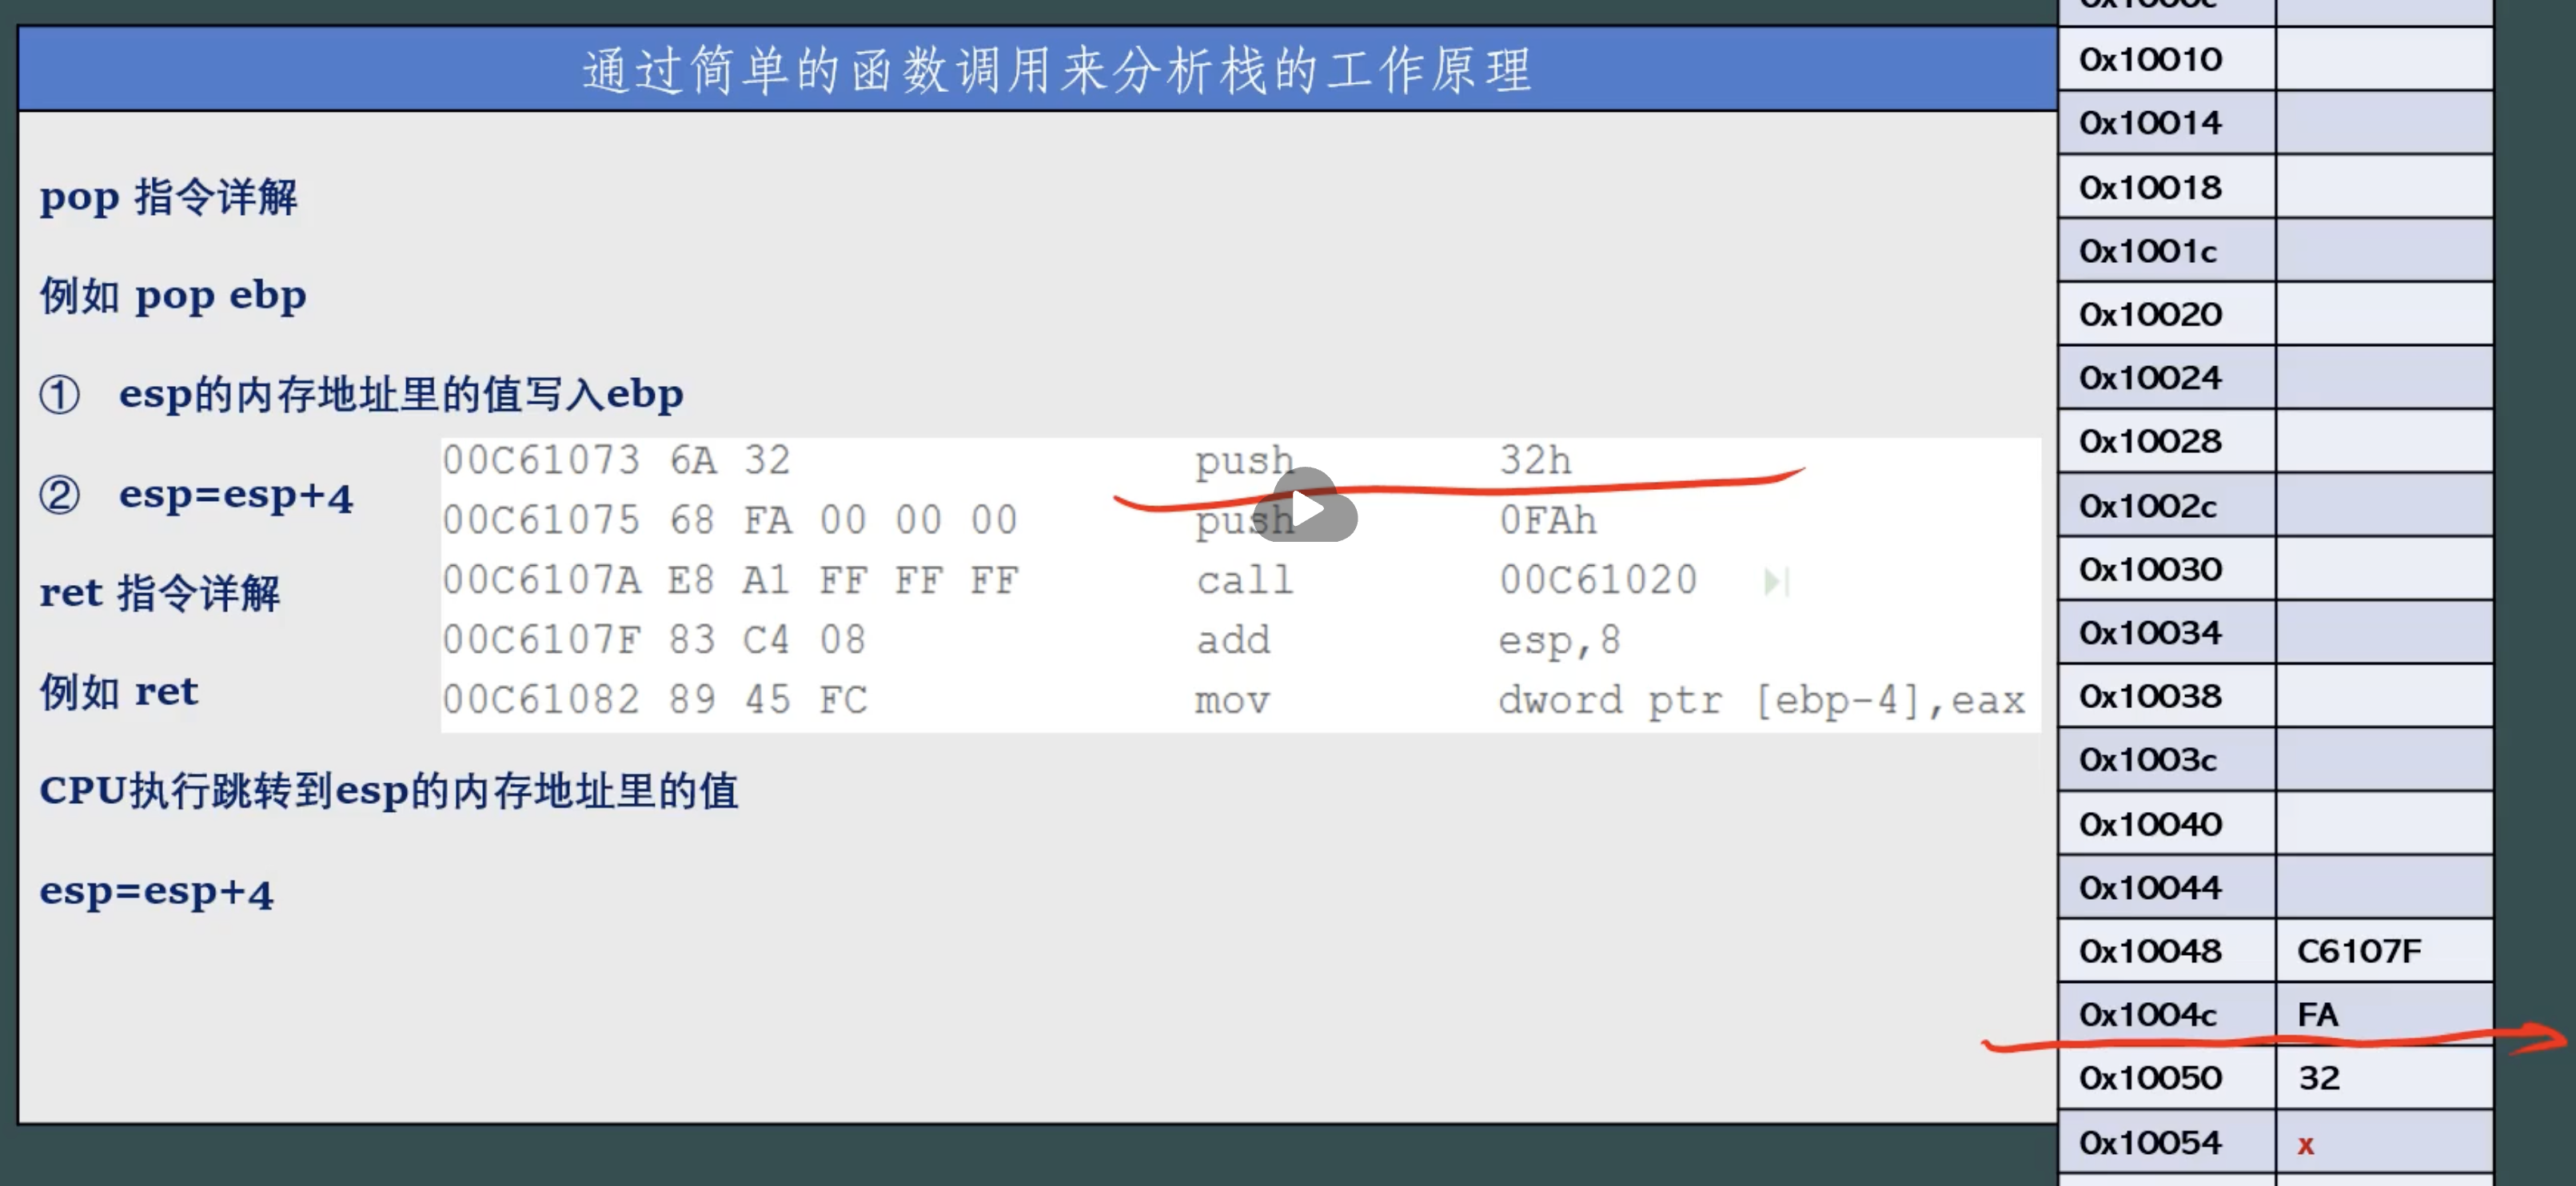 通过简单的函数调用来分析栈的工作原理
pop 指令详解
例如 pop ebp
① esp的内存地址里的值写入ebp
② esp=esp+4
ret 指令详解
例如 ret
CPU执行跳转到esp的内存地址里的值
esp=esp+4
00C61073 6A 32 push 32h
00C61075 68 FA 00 00 00 push 0FAh
00C6107A E8 A1 FF FF FF call 00C61020
00C6107F 83 C4 08 add esp,8
00C61082 89 45 FC mov dword ptr [ebp-4],eax
0x1000c
0x10010
0x10014
0x10018
0x1001c
0x10020
0x10024
0x10028
0x1002c
0x10030
0x10034
0x10038
0x1003c
0x10040
0x10044
0x10048 C6107F
0x1004c FA
0x10050 32
0x10054 x